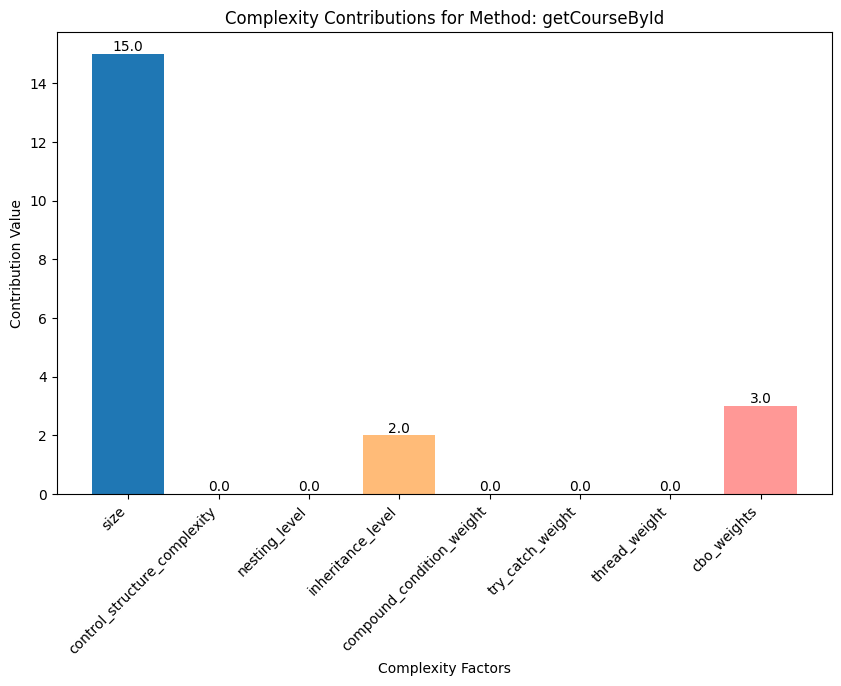 Complexity Contributions for Method: getCourseById
Contribution Value
14
12
10
8
6
4
2
0
15.0
0.0
0.0
2.0
0.0
0.0
0.0
3.0
size
control_structure_complexity
nesting_level
inheritance_level
compound_condition_weight
try_catch_weight
thread_weight
cbo_weights
Complexity Factors